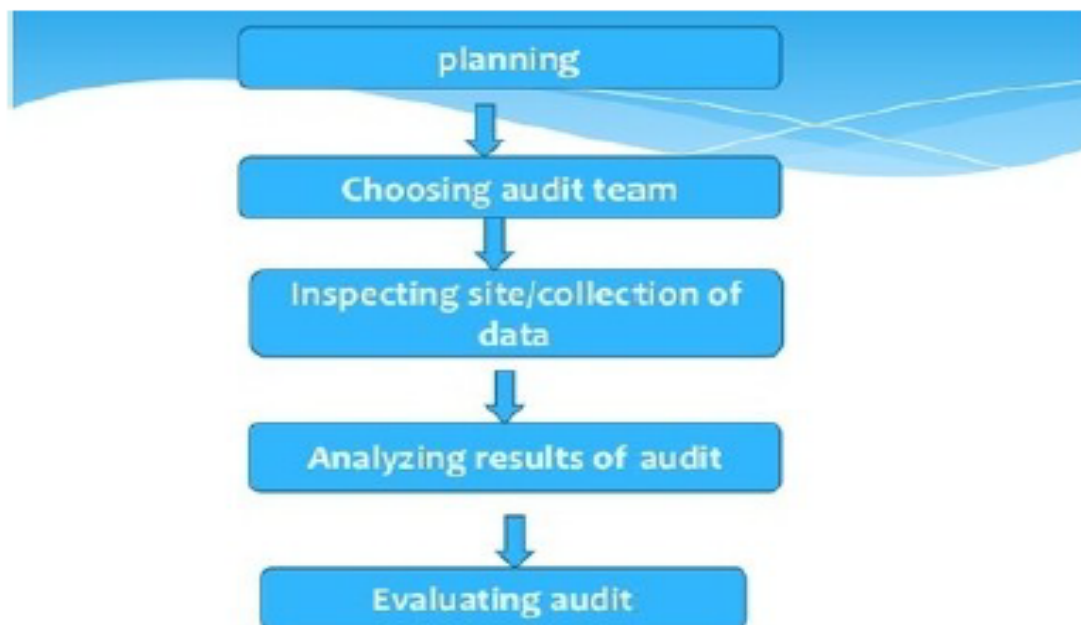 planning
Choosing audit team
Inspecting site/collection of
data
Analyzing results of audit
Evaluating audit